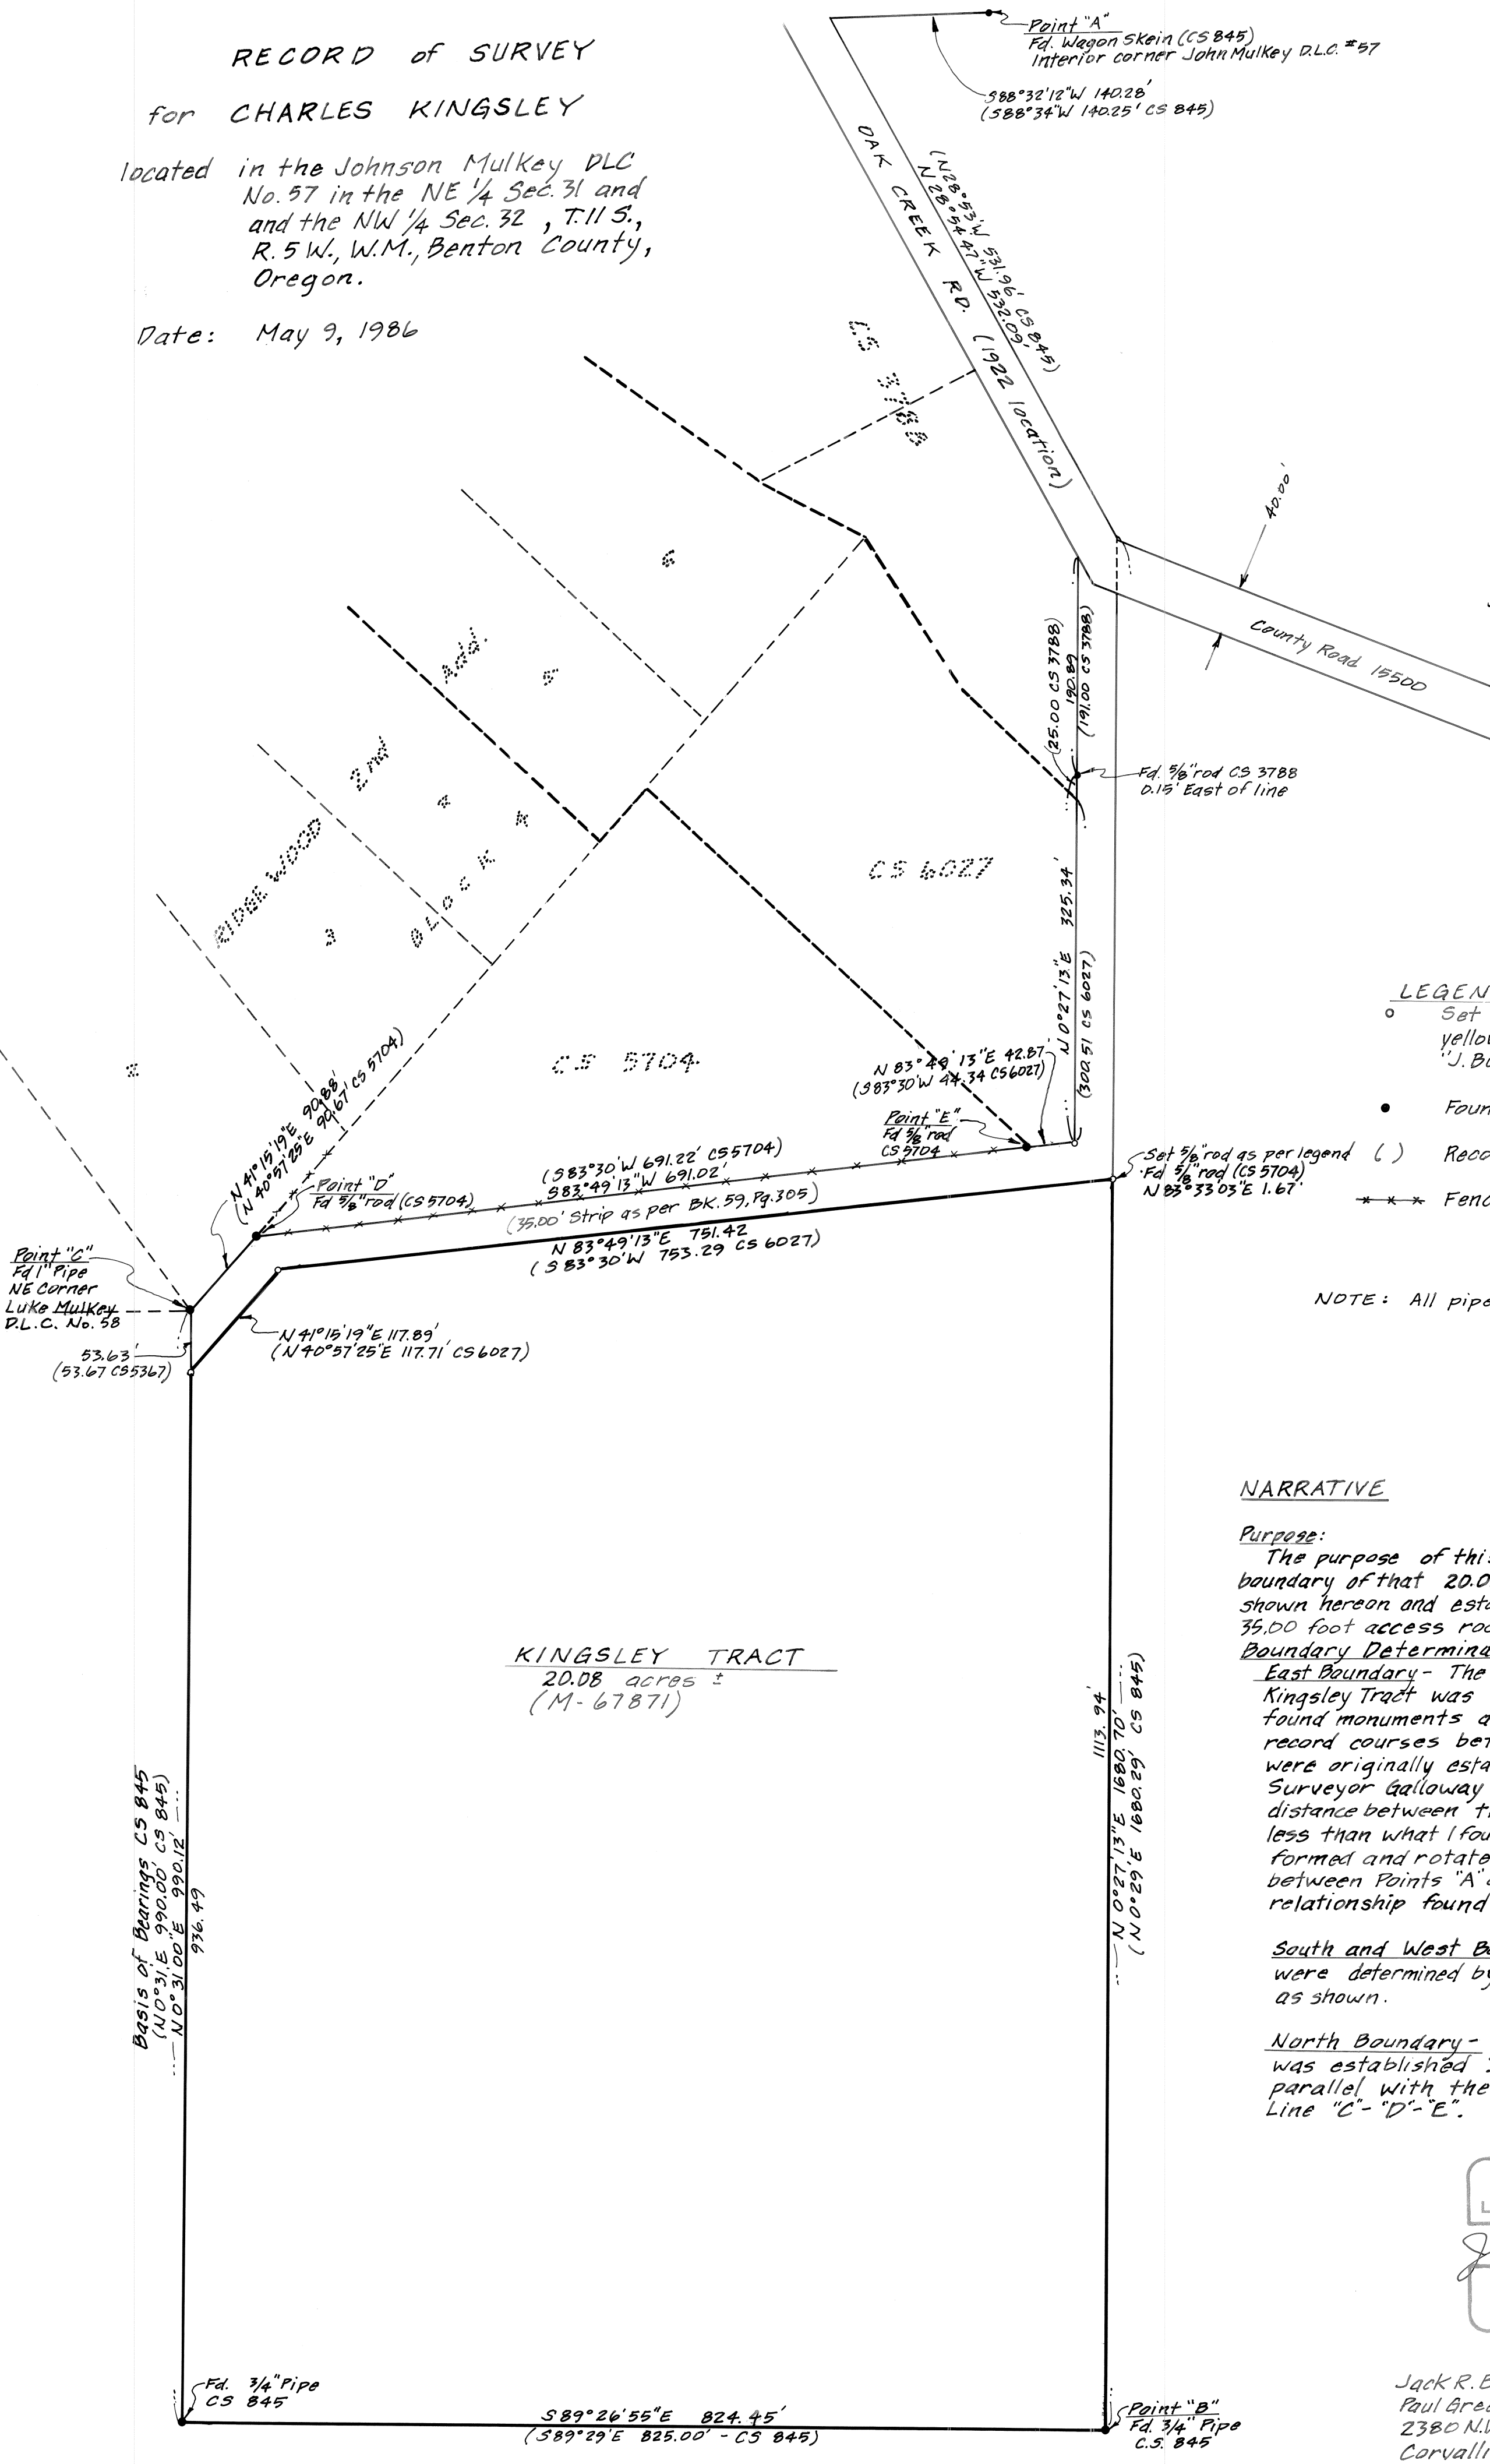 RECORD of SURVEY
for CHARLES KINGSLEY
located in the Johnson Mulkey DLC
No. 57 in the NE 1/4 Sec. 31 and
and the NW 1/4 Sec. 32 , T. 11 S.,
R. 5 W., W.M., Benton County,
Oregon.
Date: May 9, 1986
Point "A"
Fd. Wagon Skein (CS 845)
Interior corner John Mulkey D.L.C. #57
S88°32'12"W 140.28'
(S88°34'W 140.25' CS 845)
OAK CREEK RD. (1922 location)
(N28°53'W 531.96' CS 845)
N28°54'47"W 532.09'
CS 3788
40.00'
County Road 15500
6
Add.
5
2nd
4
K
RIDGEWOOD
3
BLOCK
2
(25.00 CS 3788)
190.89
(191.00 CS 3788)
Fd. 5/8" rod CS 3788
0.15' East of line
CS 6027
N 0°27'13"E 325.34'
(300.51 CS 6027)
CS 5704
N 83°49'13"E 42.87'
(S83°30'W 44.34 CS6027)
Point "E"
Fd 5/8" rod
CS 5704
LEGEN
Set
yello
"J. Bu
Foun
( ) Reco
Fenc
Set 5/8" rod as per legend
Fd 5/8" rod (CS 5704)
N 83°33'03"E 1.67'
N 41°15'19"E 90.88'
(N 40°57'25"E 90.67' CS 5704)
Point "D"
Fd 5/8" rod (CS 5704)
(S83°30'W 691.22' CS5704)
S83°49'13"W 691.02'
(35.00' Strip as per BK. 59, Pg. 305)
N 83°49'13"E 751.42
(S83°30'W 753.29 CS 6027)
Point "C"
Fd 1" Pipe
NE Corner
Luke Mulkey
D.L.C. No. 58
53.63'
(53.67 CS5367)
N41°15'19"E 117.89'
(N40°57'25"E 117.71 CS6027)
NOTE: All pipe
KINGSLEY TRACT
20.08 acres ±
(M-67871)
Basis of Bearings CS 845
(N0°31'E 990.00' CS 845)
N0°31'00"E 990.12'
936.49
1113.94'
N 0°27'13"E 1680.70'
(N 0°29'E 1680.29' CS 845)
NARRATIVE
Purpose:
The purpose of thi
boundary of that 20.0
shown hereon and esta
35.00 foot access roa
Boundary Determina
East Boundary- The
Kingsley Tract was
found monuments a
record courses bet
were originally esta
Surveyor Galloway
distance between th
less than what I fou
formed and rotate
between Points "A"
relationship found
South and West B
were determined by
as shown.
North Boundary-
was established
parallel with the
Line "C"-"D"-"E".
Fd. 3/4" Pipe
CS 845
S89°26'55"E 824.45'
(S89°29'E 825.00' - CS 845)
Point "B"
Fd. 3/4" Pipe
C.S. 845
Jack R. B
Paul Gre
2380 N.W
Corvalli